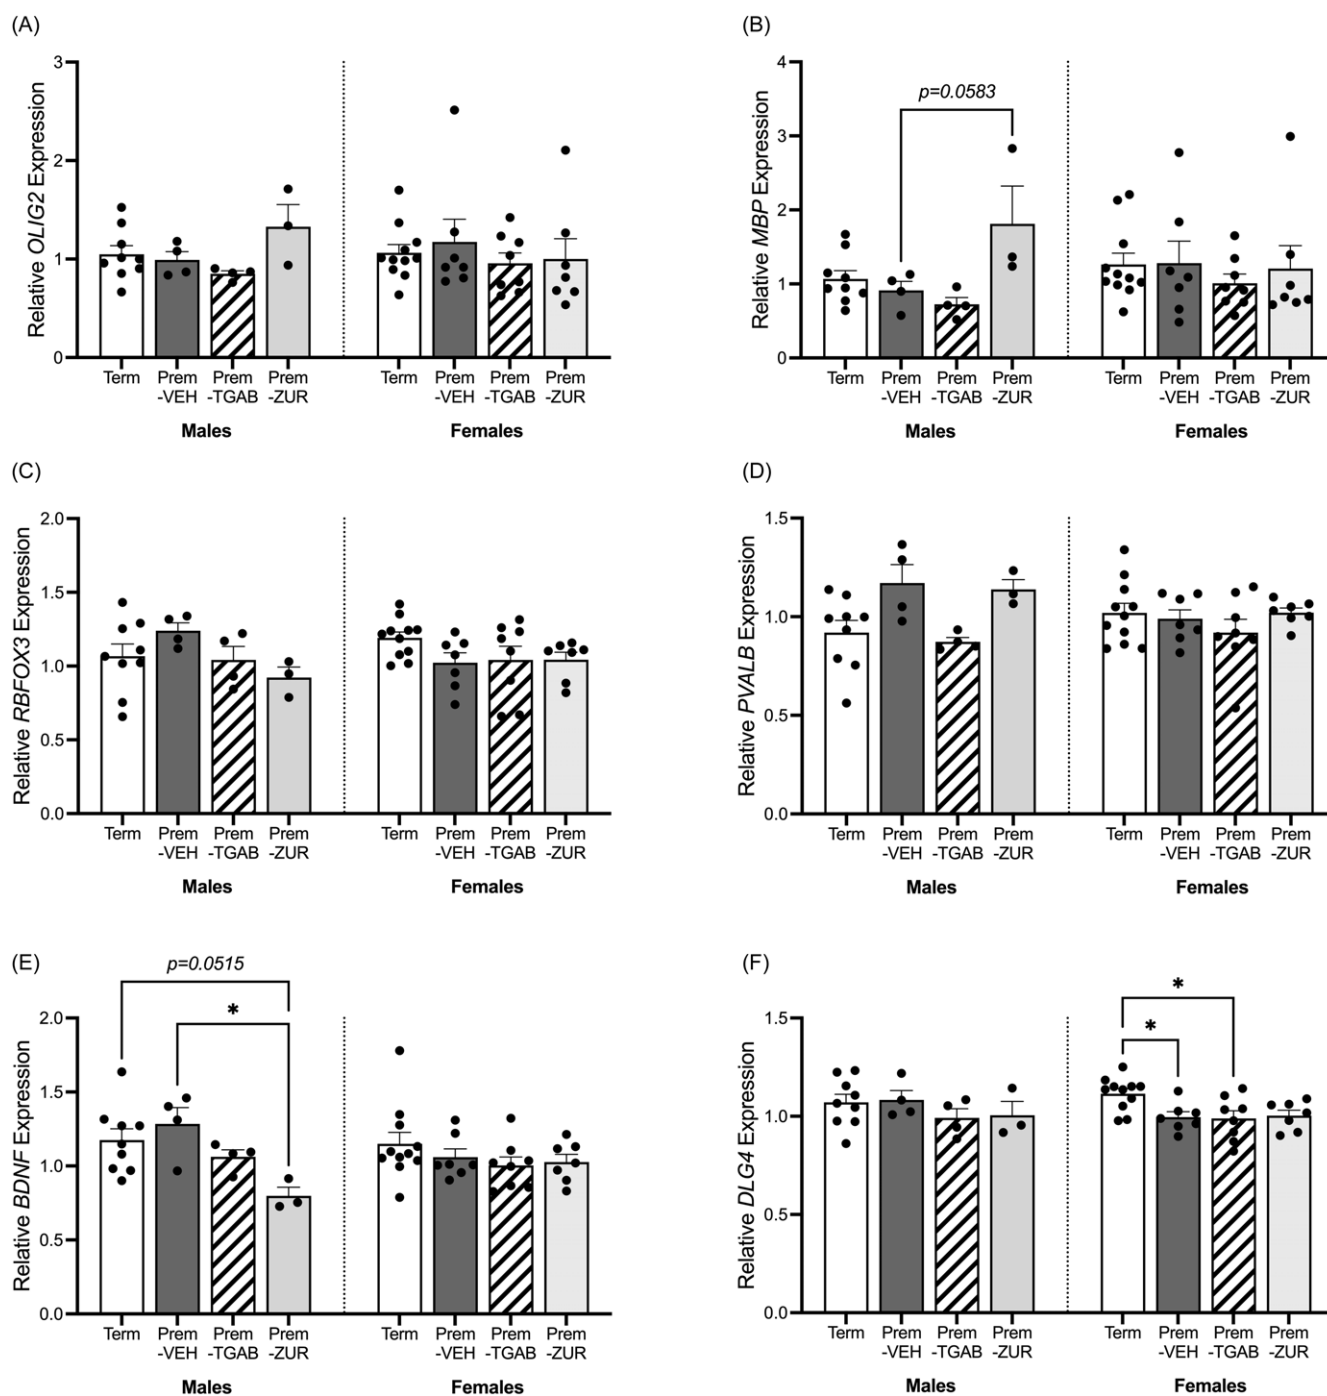 (A)
Relative OLIG2 Expression
3
2
1
0
Term
Prem
-VEH
Prem
-TGAB
Prem
-ZUR
Males
Term
Prem
-VEH
Prem
-TGAB
Prem
-ZUR
Females
(B)
Relative MBP Expression
4
3
2
1
0
p=0.0583
Term
Prem
-VEH
Prem
-TGAB
Prem
-ZUR
Males
Term
Prem
-VEH
Prem
-TGAB
Prem
-ZUR
Females
(C)
Relative RBFOX3 Expression
2.0
1.5
1.0
0.5
0.0
Term
Prem
-VEH
Prem
-TGAB
Prem
-ZUR
Males
Term
Prem
-VEH
Prem
-TGAB
Prem
-ZUR
Females
(D)
Relative PVALB Expression
1.5
1.0
0.5
0.0
Term
Prem
-VEH
Prem
-TGAB
Prem
-ZUR
Males
Term
Prem
-VEH
Prem
-TGAB
Prem
-ZUR
Females
(E)
Relative BDNF Expression
2.0
1.5
1.0
0.5
0.0
p=0.0515
*
Term
Prem
-VEH
Prem
-TGAB
Prem
-ZUR
Males
Term
Prem
-VEH
Prem
-TGAB
Prem
-ZUR
Females
(F)
Relative DLG4 Expression
1.5
1.0
0.5
0.0
*
*
Term
Prem
-VEH
Prem
-TGAB
Prem
-ZUR
Males
Term
Prem
-VEH
Prem
-TGAB
Prem
-ZUR
Females